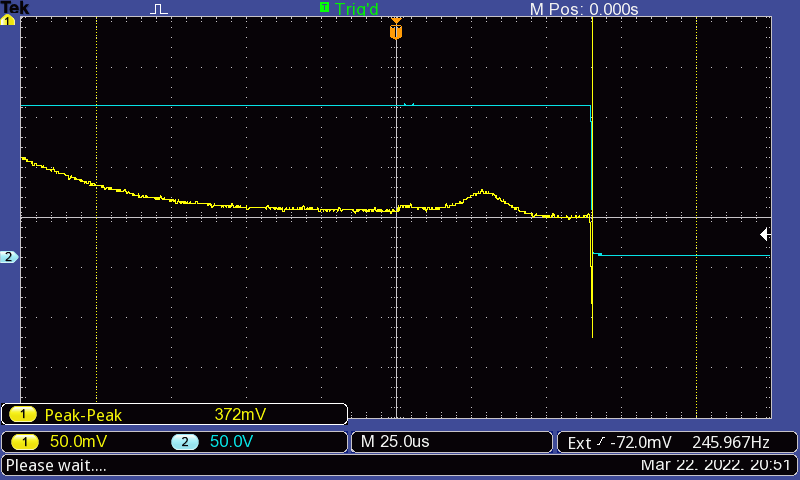 Tek Trig'd M Pos: 0.000s
T
1
T
2
1 Peak-Peak 372mV
1 50.0mV 2 50.0V M 25.0us Ext -72.0mV 245.967Hz
Please wait.... Mar 22. 2022. 20:51